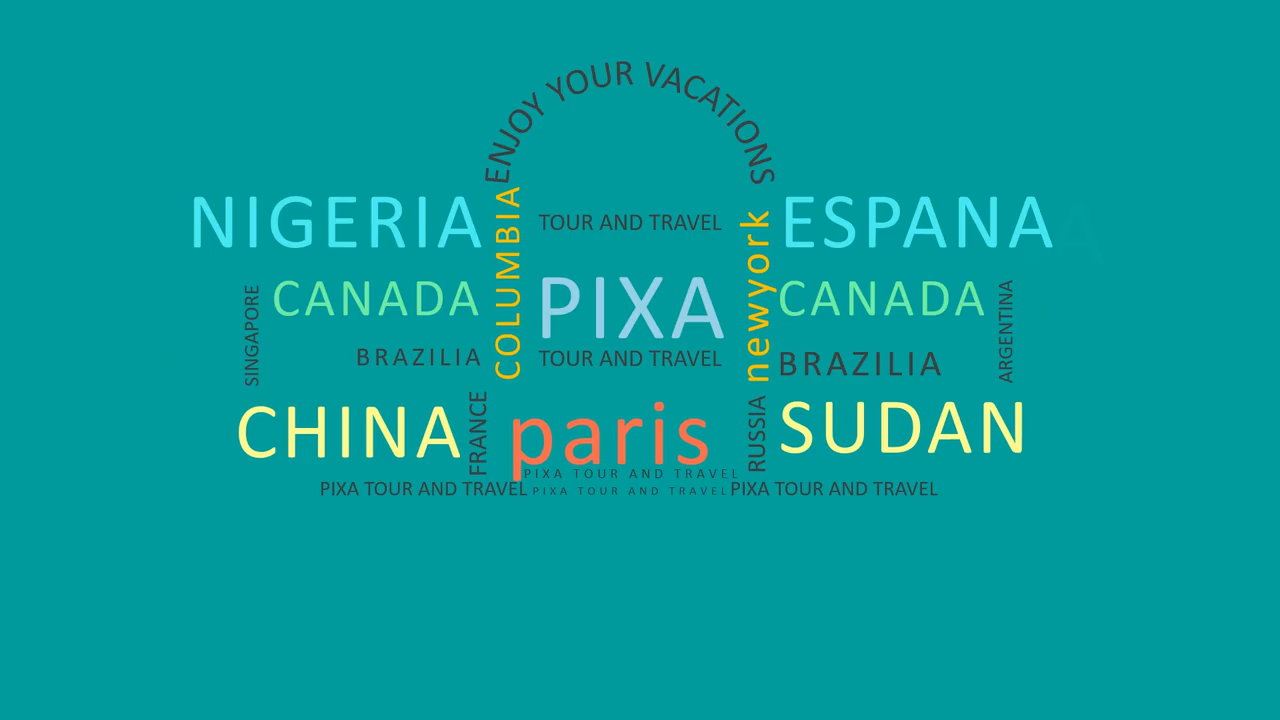 ENJOY YOUR VACATIONS
NIGERIA
COLUMBIA
TOUR AND TRAVEL
newyork
ESPANA
SINGAPORE
CANADA
PIXA
CANADA
ARGENTINA
BRAZILIA
TOUR AND TRAVEL
BRAZILIA
CHINA
FRANCE
paris
RUSSIA
SUDAN
PIXA TOUR AND TRAVEL
PIXA TOUR AND TRAVEL
PIXA TOUR AND TRAVEL
PIXA TOUR AND TRAVEL